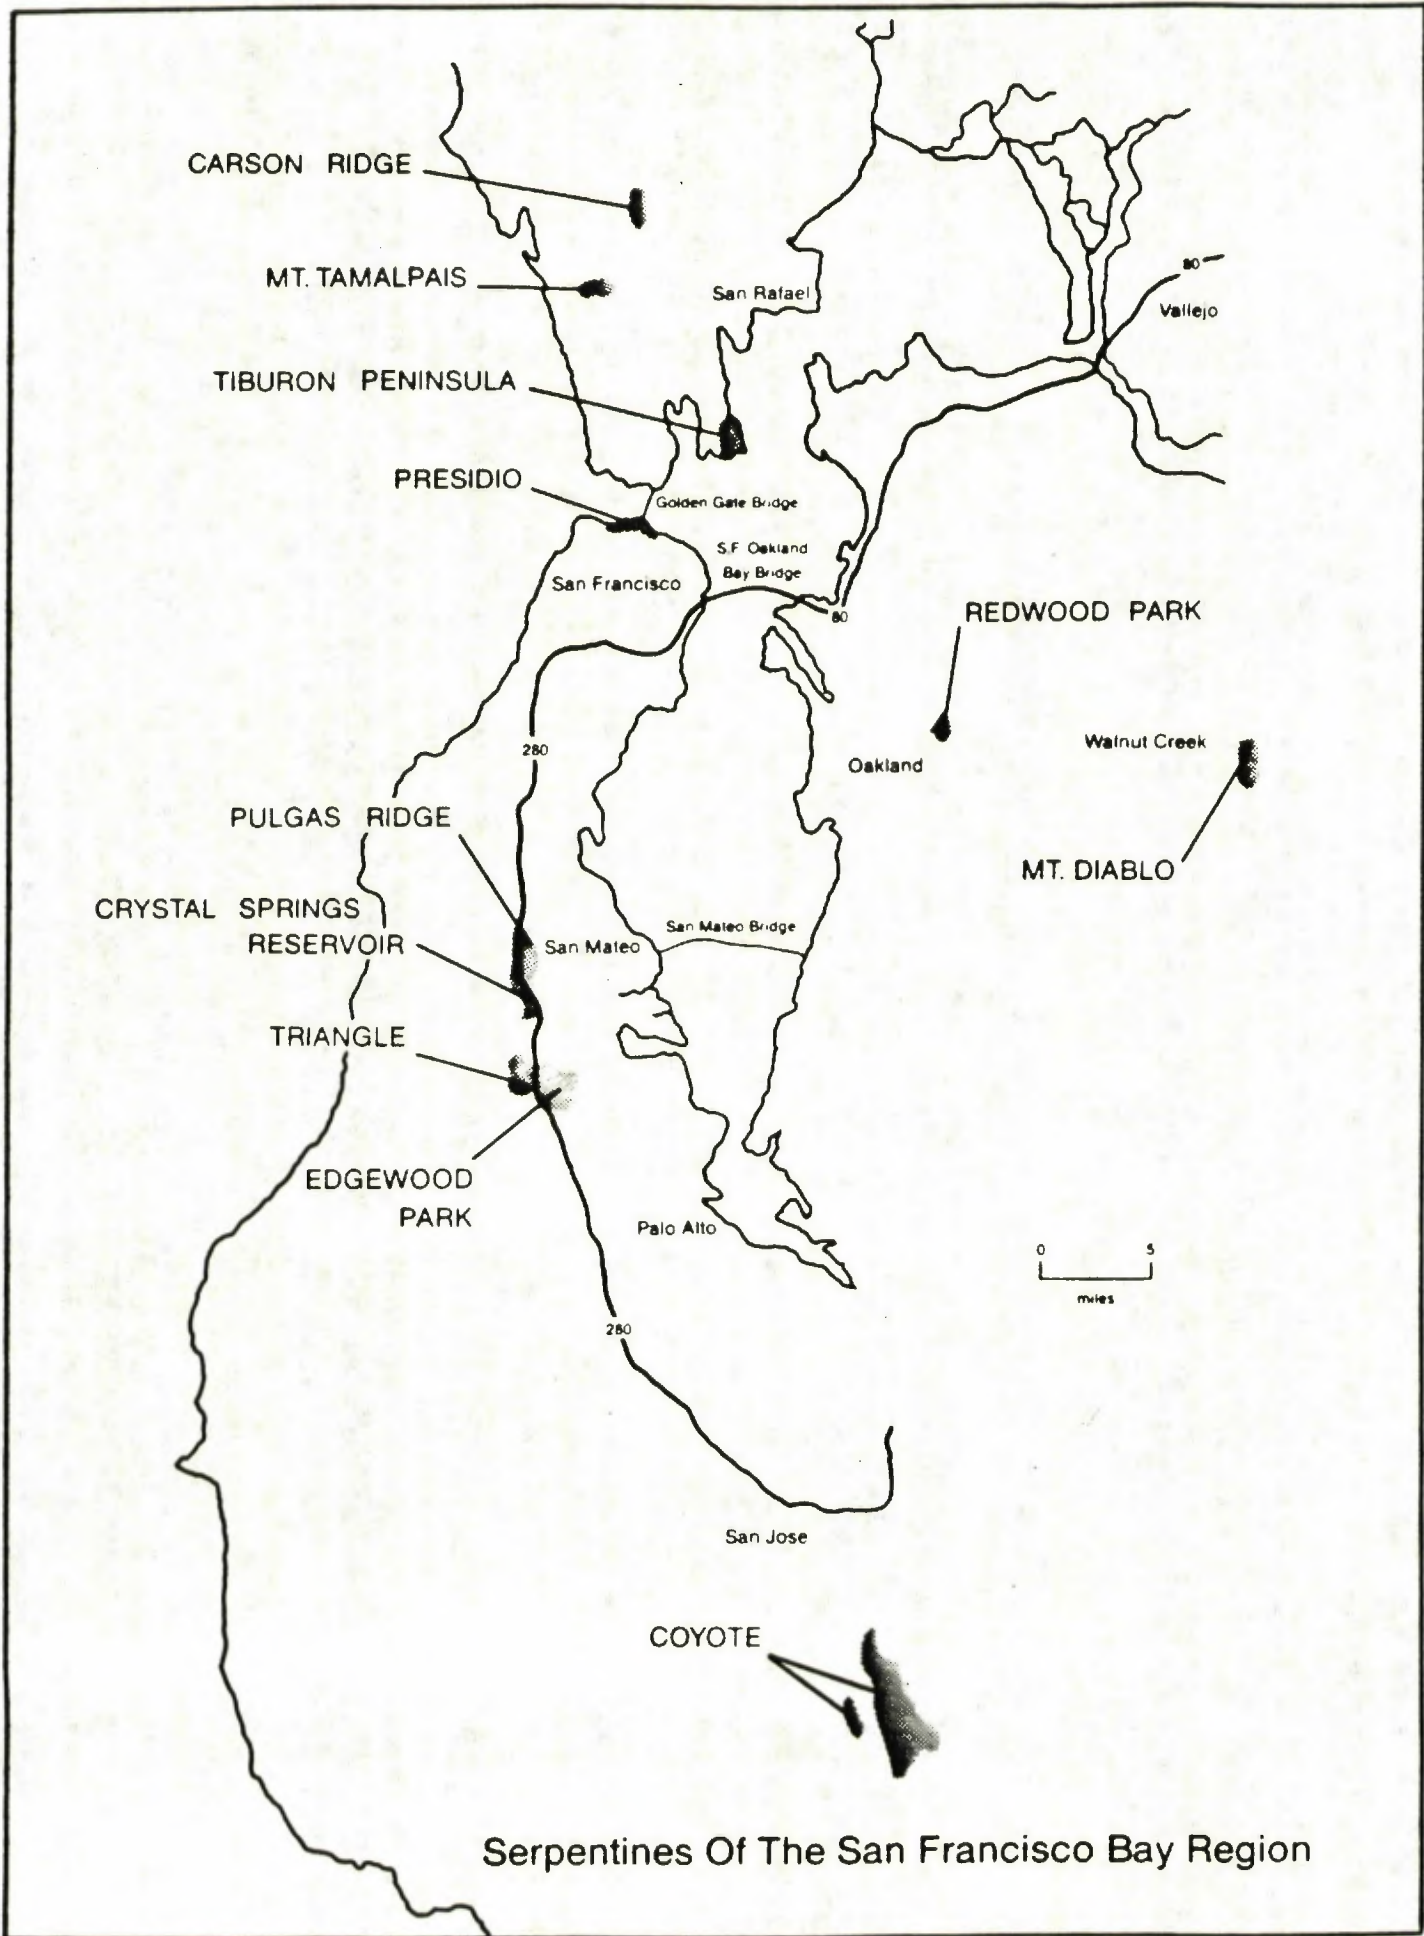 CARSON RIDGE
MT. TAMALPAIS
80
San Rafael
Vallejo
TIBURON PENINSULA
PRESIDIO
Golden Gate Bridge
S.F. Oakland
Bay Bridge
San Francisco
80
REDWOOD PARK
280
Walnut Creek
Oakland
PULGAS RIDGE
MT. DIABLO
CRYSTAL SPRINGS
RESERVOIR
San Mateo Bridge
San Mateo
TRIANGLE
EDGEWOOD
PARK
Palo Alto
0 5
miles
280
San Jose
COYOTE
Serpentines Of The San Francisco Bay Region